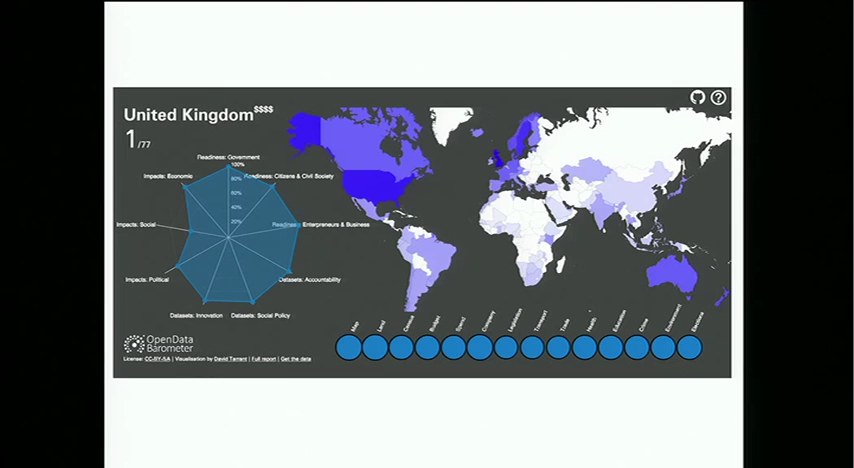 United Kingdom$$$$
1/77
Readiness: Government
100%
80%
60%
40%
20%
Readiness: Citizens & Civil Society
Readiness: Enterpreneurs & Business
Datasets: Accountability
Datasets: Social Policy
Datasets: Innovation
Impacts: Political
Impacts: Social
Impacts: Economic
Map
Land
Census
Budget
Spend
Company
Legislation
Transport
Trade
Health
Education
Crime
Environment
Elections
OpenData
Barometer
License: CC-BY-SA | Visualisation by David Tarrant | Full report | Get the data
?